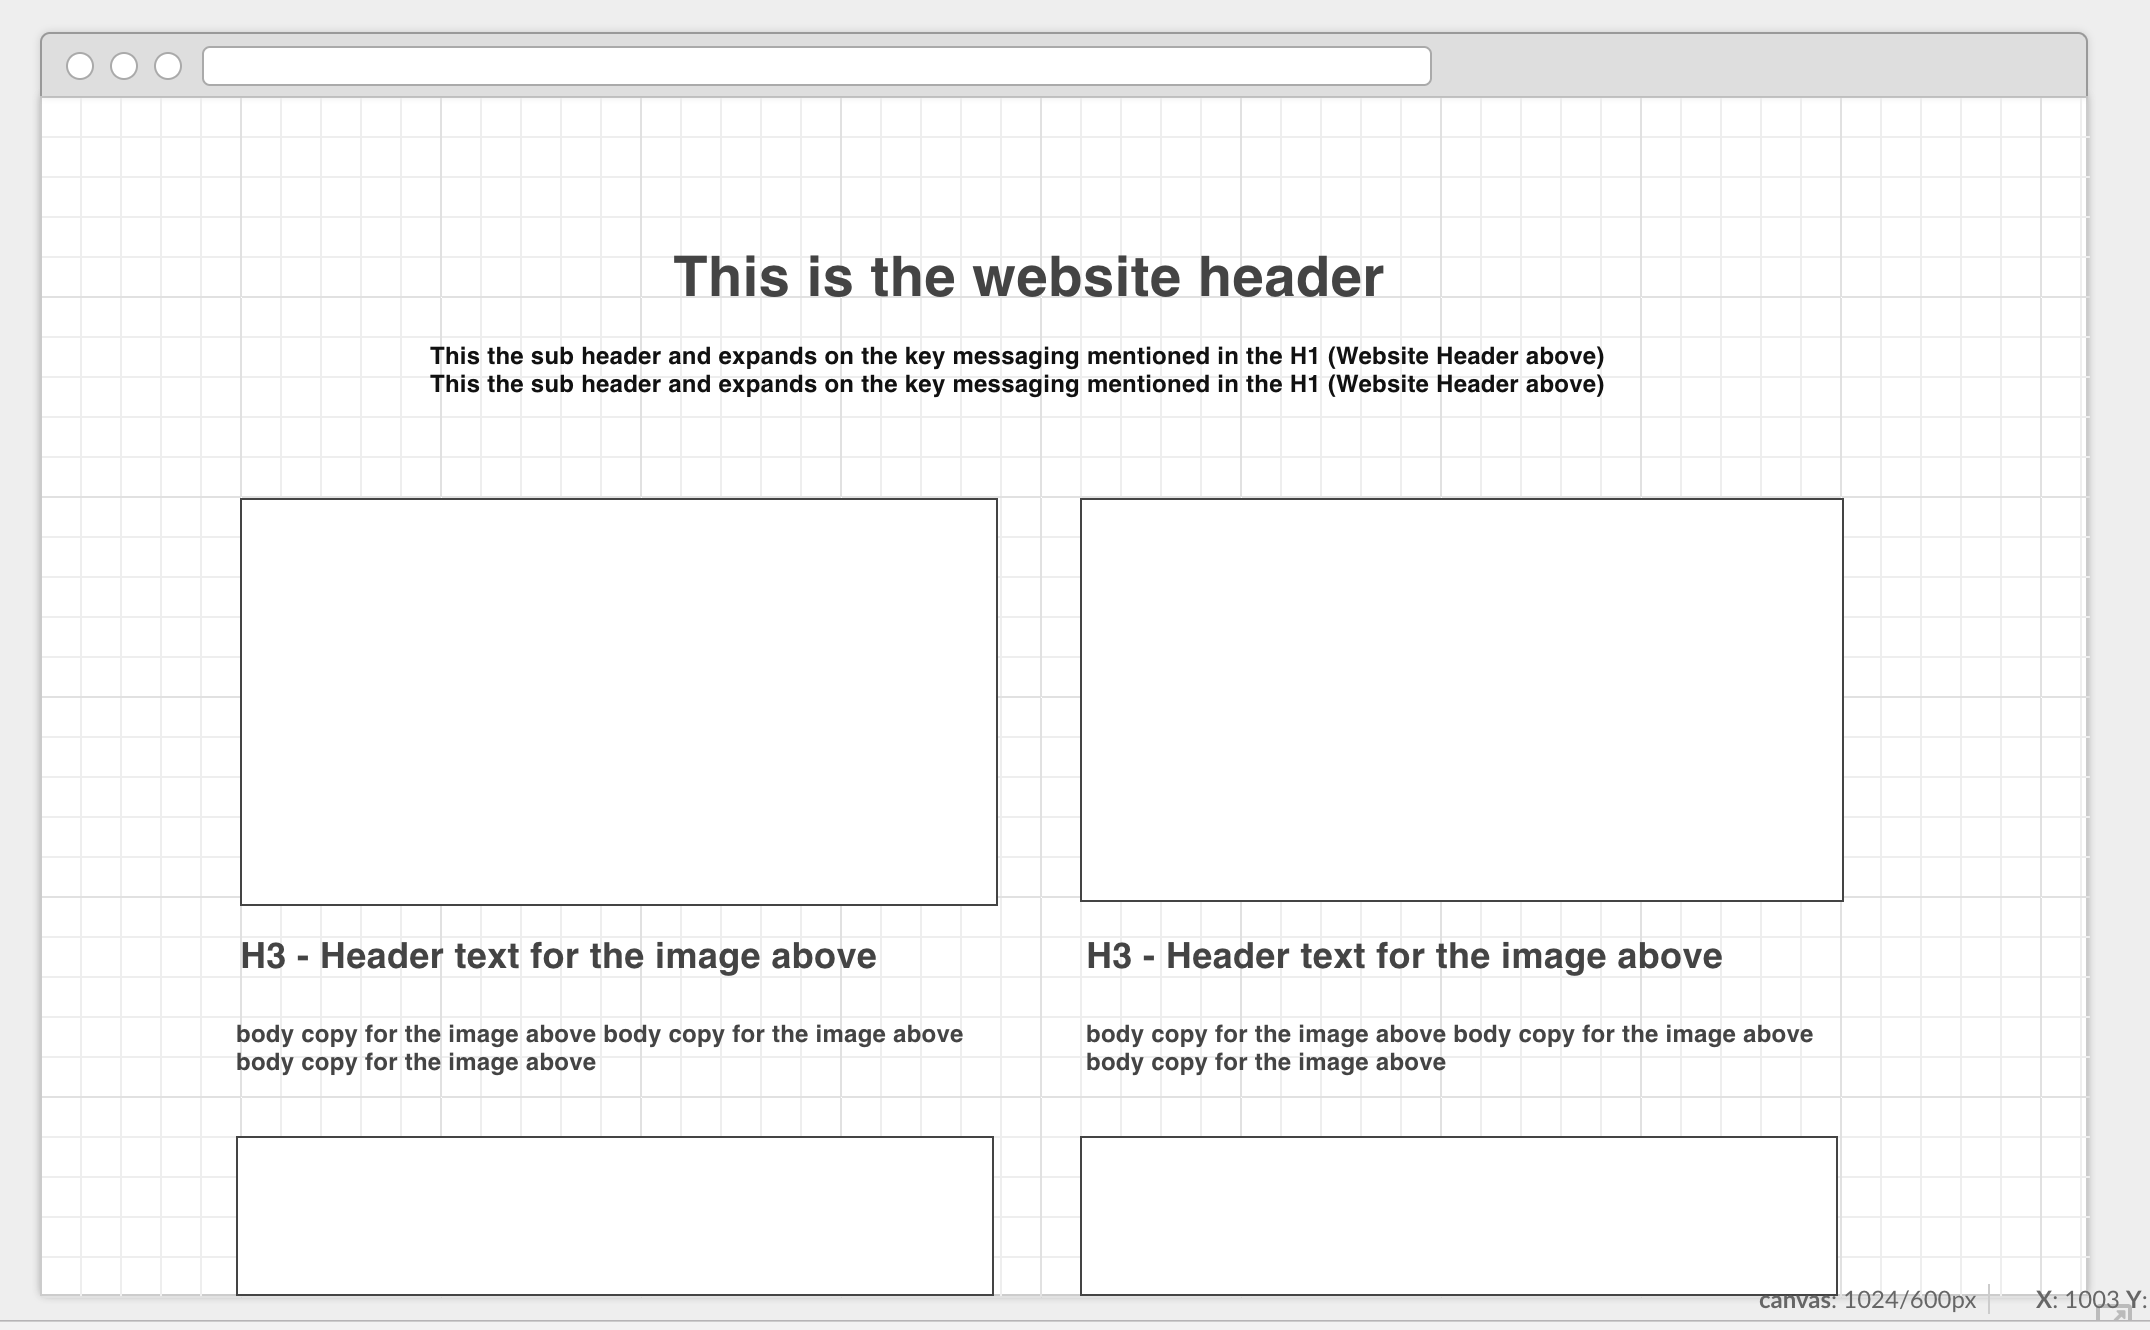 This is the website header
This the sub header and expands on the key messaging mentioned in the H1 (Website Header above)
This the sub header and expands on the key messaging mentioned in the H1 (Website Header above)
H3 - Header text for the image above
body copy for the image above body copy for the image above
body copy for the image above
H3 - Header text for the image above
body copy for the image above body copy for the image above
body copy for the image above
canvas: 1024/600px X: 1003 Y: